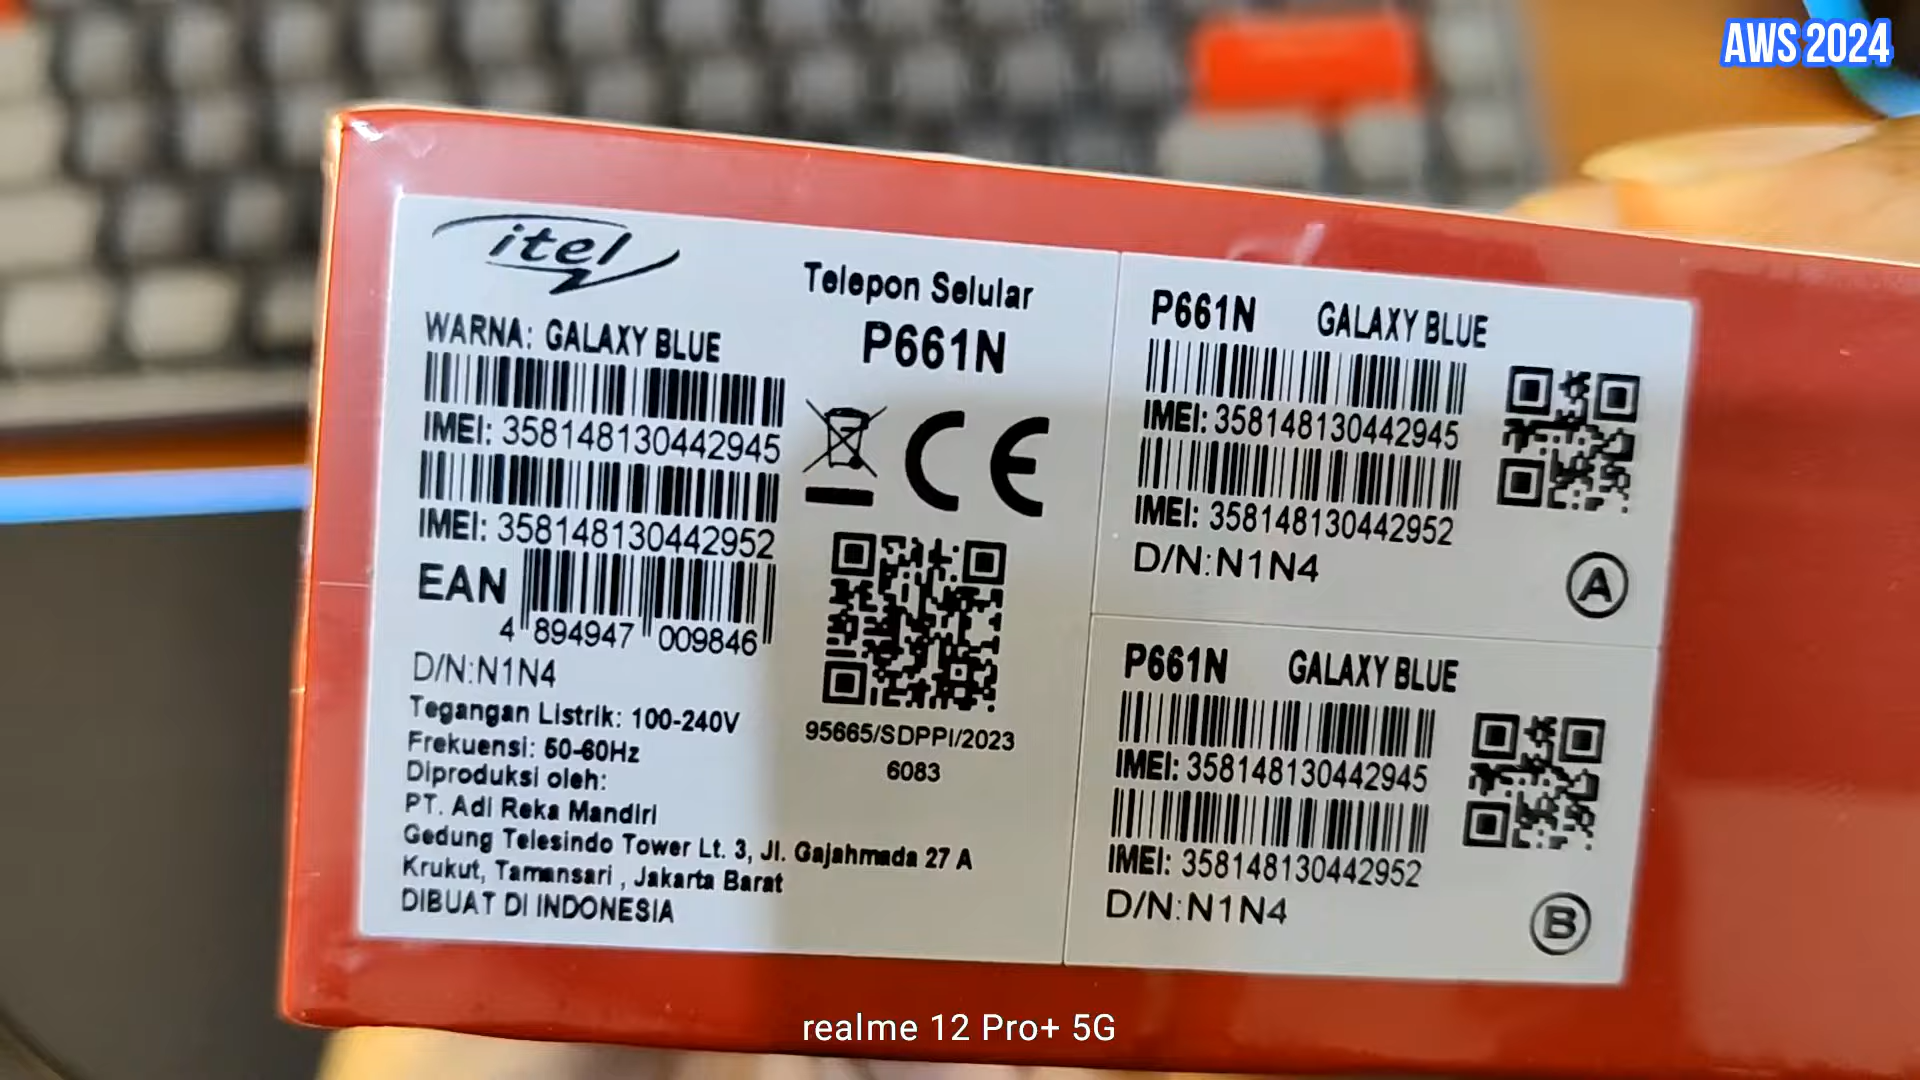 AWS 2024
itel
Telepon Selular
P661N
WARNA: GALAXY BLUE
IMEI: 358148130442945
IMEI: 358148130442952
EAN
4 894947 009846
D/N:N1N4
Tegangan Listrik: 100-240V
Frekuensi: 50-60Hz
Diproduksi oleh:
PT. Adi Reka Mandiri
Gedung Telesindo Tower Lt. 3, Jl. Gajahmada 27 A
Krukut, Tamansari , Jakarta Barat
DIBUAT DI INDONESIA
CE
95665/SDPPI/2023
6083
P661N GALAXY BLUE
IMEI: 358148130442945
IMEI: 358148130442952
D/N:N1N4
A
P661N GALAXY BLUE
IMEI: 358148130442945
IMEI: 358148130442952
D/N:N1N4
B
realme 12 Pro+ 5G